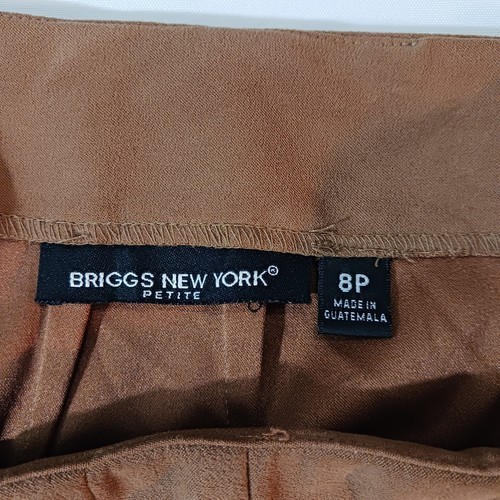 BRIGGS NEW YORK®
PETITE
8P
MADE IN
GUATEMALA